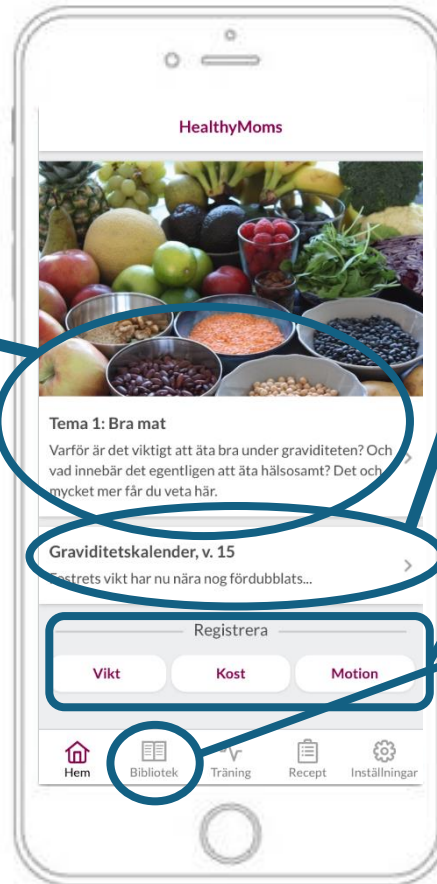 HealthyMoms
Tema 1: Bra mat
Varför är det viktigt att äta bra under graviditeten? Och
vad innebär det egentligen att äta hälsosamt? Det och
mycket mer får du veta här.
Graviditetskalender, v. 15
Fostrets vikt har nu nära nog fördubblats...
Registrera
Vikt Kost Motion
Hem Bibliotek Träning Recept Inställningar